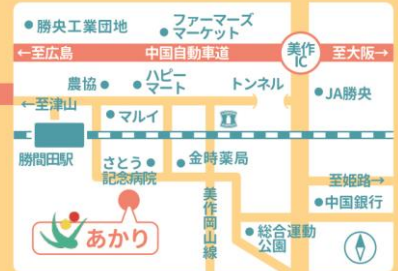 勝央工業団地
ファーマーズ
マーケット
←至広島
中国自動車道
美作
IC
至大阪→
農協
ハピー
マート
トンネル
JA勝央
←至津山
マルイ
勝間田駅
さとう
記念病院
金時薬局
至姫路→
中国銀行
美作岡山線
あかり
総合運動
公園